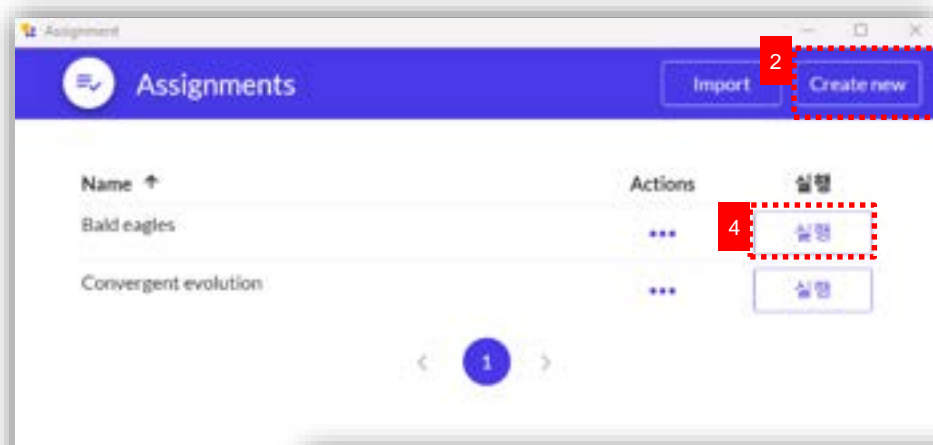 Assignment
Assignments
Import
2
Create new
Name ↑
Actions
실행
Bald eagles
•••
4
실행
Convergent evolution
•••
실행
< 1 >